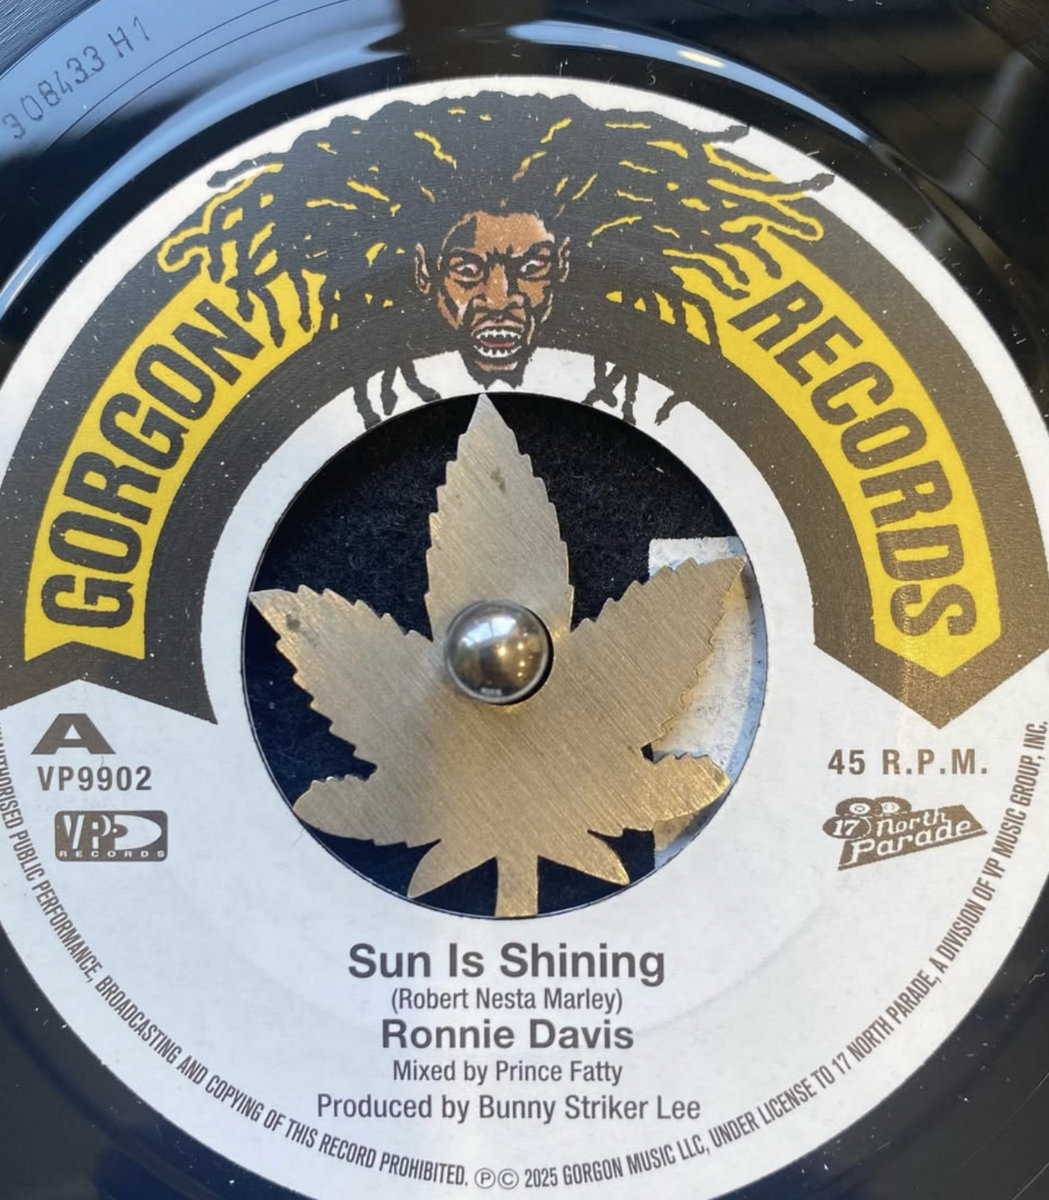 308433 H1
GORGON RECORDS
A
VP9902
VP RECORDS
45 R.P.M.
17 North Parade
Sun Is Shining
(Robert Nesta Marley)
Ronnie Davis
Mixed by Prince Fatty
Produced by Bunny Striker Lee
AUTHORISED PUBLIC PERFORMANCE, BROADCASTING AND COPYING OF THIS RECORD PROHIBITED. ℗© 2025 GORGON MUSIC LLC, UNDER LICENSE TO 17 NORTH PARADE, A DIVISION OF VP MUSIC GROUP, INC.